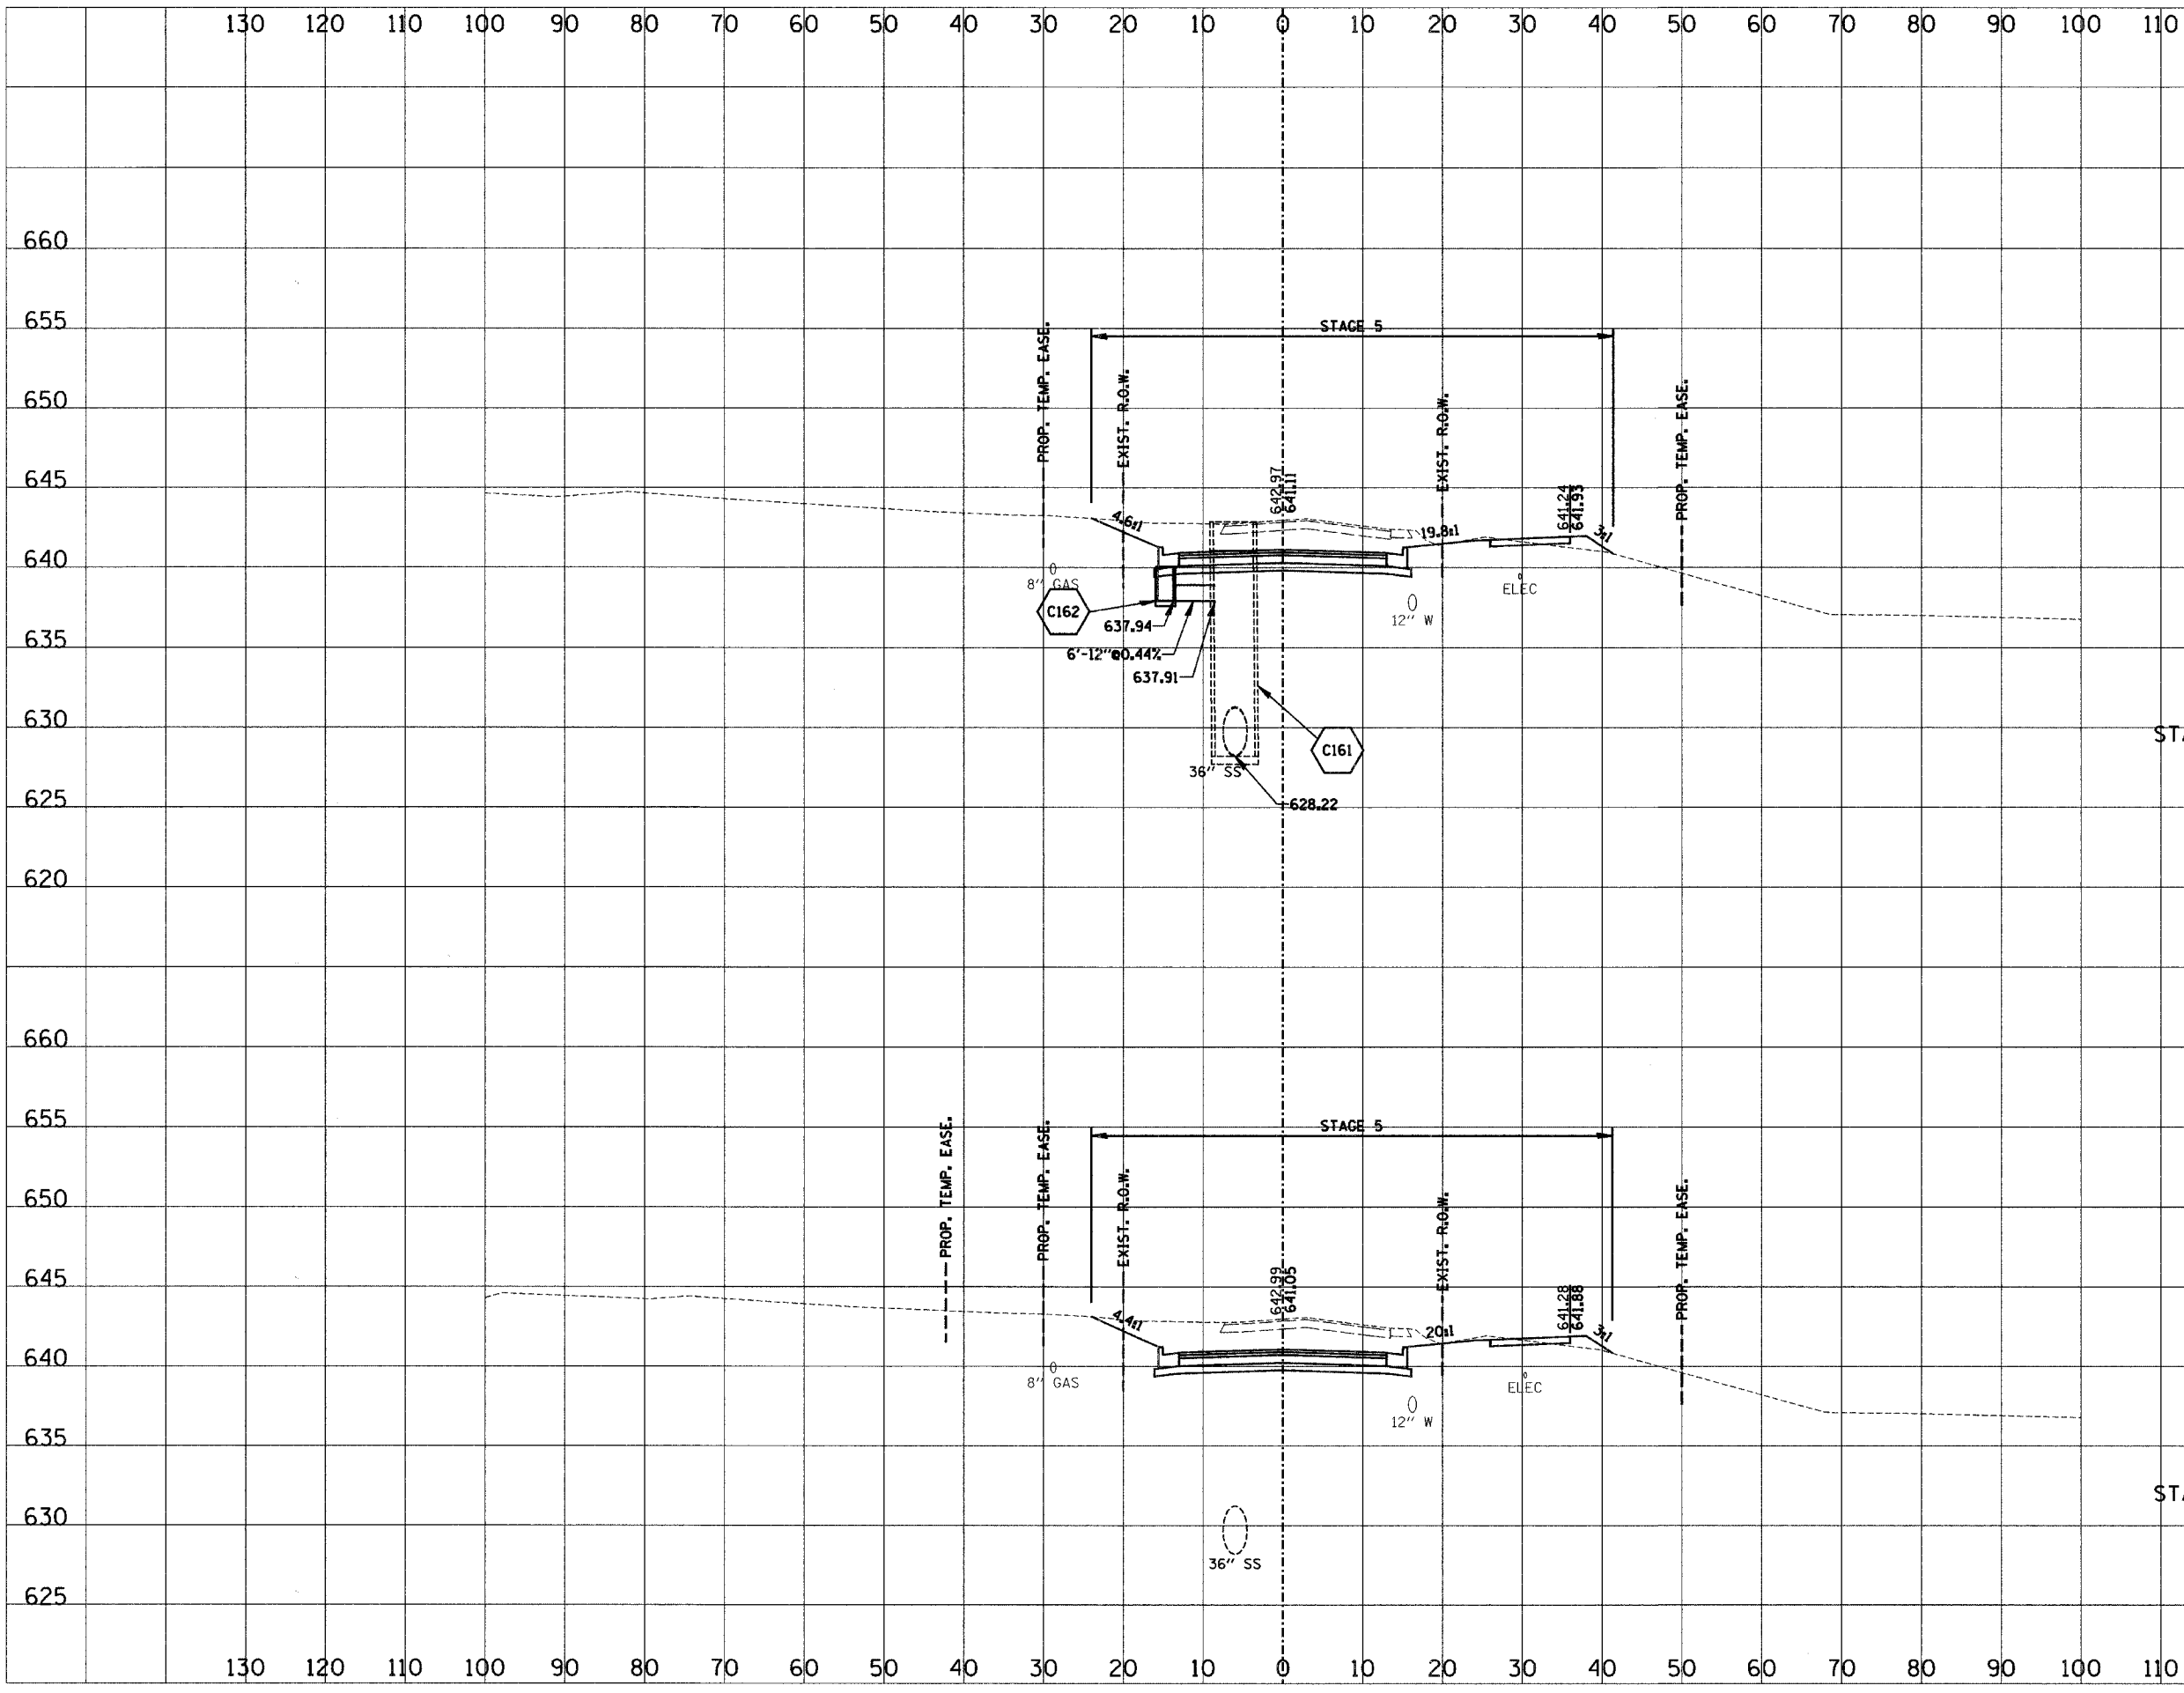 130 120 110 100 90 80 70 60 50 40 30 20 10 0 10 20 30 40 50 60 70 80 90 100 110
660
655
650
645
640
635
630
625
620
STAGE 5
PROP. TEMP. EASE.
EXIST. R.O.W.
EXIST. R.O.W.
PROP. TEMP. EASE.
642.97
641.11
641.24
641.93
4.6:1
19.8:1
3:1
8" GAS
ELEC
12" W
C162
637.94
6'-12"@0.44%
637.91
C161
36" SS
628.22
STA
660
655
650
645
640
635
630
625
STAGE 5
PROP. TEMP. EASE.
PROP. TEMP. EASE.
EXIST. R.O.W.
EXIST. R.O.W.
PROP. TEMP. EASE.
642.99
641.05
641.28
641.88
4.4:1
20:1
3:1
8" GAS
ELEC
12" W
36" SS
STA
130 120 110 100 90 80 70 60 50 40 30 20 10 0 10 20 30 40 50 60 70 80 90 100 110